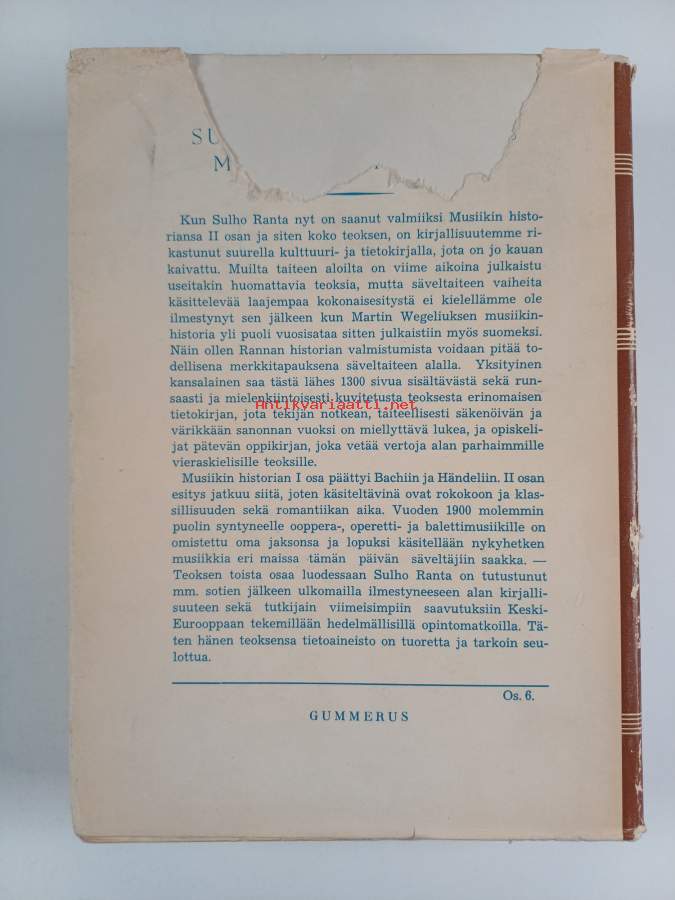 SU
M
Kun Sulho Ranta nyt on saanut valmiiksi Musiikin histo-
riansa II osan ja siten koko teoksen, on kirjallisuutemme ri-
kastunut suurella kulttuuri- ja tietokirjalla, jota on jo kauan
kaivattu. Muilta taiteen aloilta on viime aikoina julkaistu
useitakin huomattavia teoksia, mutta säveltaiteen vaiheita
käsittelevää laajempaa kokonaisesitystä ei kielellämme ole
ilmestynyt sen jälkeen kun Martin Wegeliuksen musiikin-
historia yli puoli vuosisataa sitten julkaistiin myös suomeksi.
Näin ollen Rannan historian valmistumista voidaan pitää to-
dellisena merkkitapauksena säveltaiteen alalla. Yksityinen
kansalainen saa tästä lähes 1300 sivua sisältävästä sekä run-
saasti ja mielenkiintoisesti kuvitetusta teoksesta erinomaisen
Antikvariaatti.net
tietokirjan, jota tekijän notkean, taiteellisesti säkenöivän ja
värikkään sanonnan vuoksi on miellyttävä lukea, ja opiskeli-
jat pätevän oppikirjan, joka vetää vertoja alan parhaimmille
vieraskielisille teoksille.
Musiikin historian I osa päättyi Bachiin ja Händeliin. II osan
esitys jatkuu siitä, joten käsiteltävinä ovat rokokoon ja klas-
sillisuuden sekä romantiikan aika. Vuoden 1900 molemmin
puolin syntyneelle ooppera-, operetti- ja balettimusiikille on
omistettu oma jaksonsa ja lopuksi käsitellään nykyhetken
musiikkia eri maissa tämän päivän säveltäjiin saakka. —
Teoksen toista osaa luodessaan Sulho Ranta on tutustunut
mm. sotien jälkeen ulkomailla ilmestyneeseen alan kirjalli-
suuteen sekä tutkijain viimeisimpiin saavutuksiin Keski-
Eurooppaan tekemillään hedelmällisillä opintomatkoilla. Tä-
ten hänen teoksensa tietoaineisto on tuoretta ja tarkoin seu-
lottua.
Os. 6.
GUMMERUS